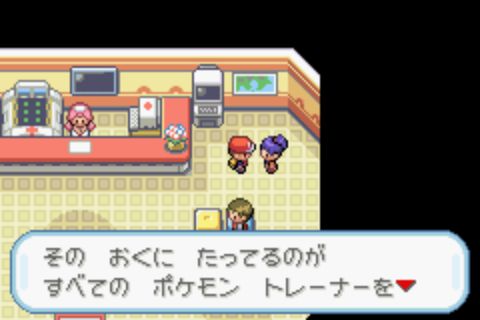 その　おくに　たってるのが
すべての　ポケモン　トレーナーを